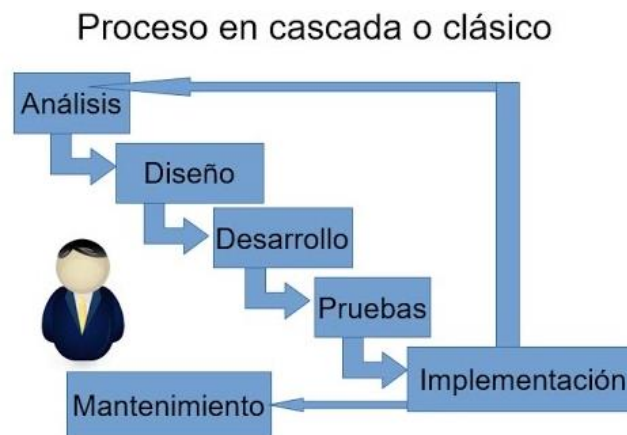 Proceso en cascada o clásico
Análisis
Diseño
Desarrollo
Pruebas
Implementación
Mantenimiento